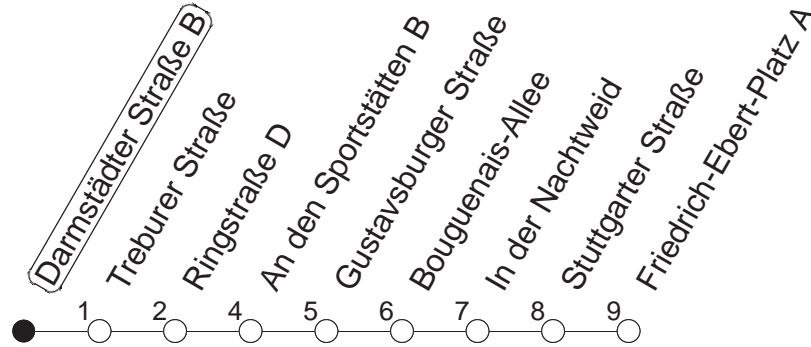 Darmstädter Straße B
Treburer Straße
Ringstraße D
An den Sportstätten B
Gustavsburger Straße
Bouguenais-Allee
In der Nachtweid
Stuttgarter Straße
Friedrich-Ebert-Platz A
1 2 4 5 6 7 8 9